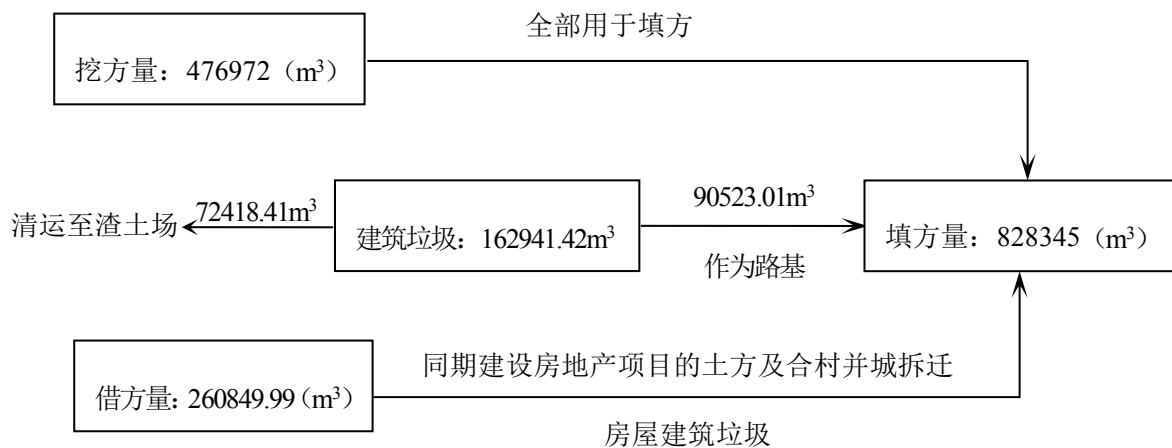 全部用于填方
挖方量：476972（m³）
清运至渣土场
72418.41m³
建筑垃圾：162941.42m³
90523.01m³
作为路基
填方量：828345（m³）
借方量：260849.99（m³）
同期建设房地产项目的土方及合村并城拆迁
房屋建筑垃圾